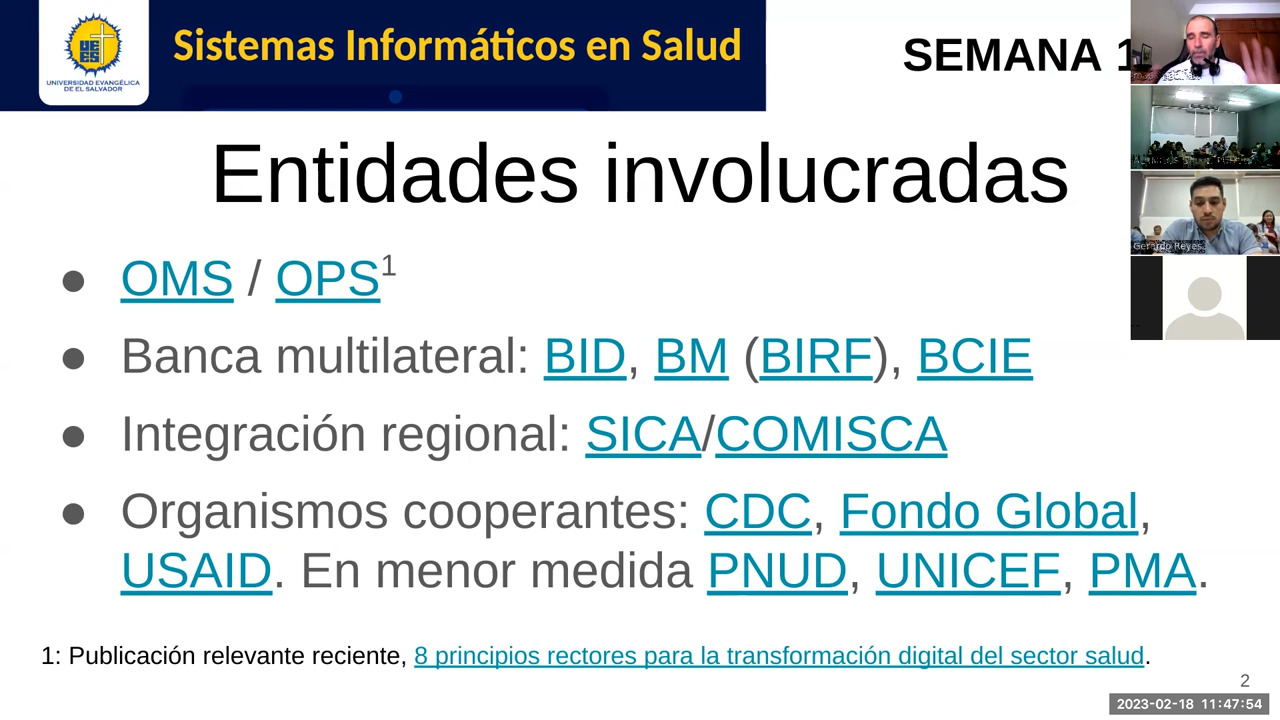 Sistemas Informáticos en Salud
UEES
UNIVERSIDAD EVANGÉLICA
DE EL SALVADOR
SEMANA 1
Entidades involucradas
● OMS / OPS¹
● Banca multilateral: BID, BM (BIRF), BCIE
● Integración regional: SICA/COMISCA
● Organismos cooperantes: CDC, Fondo Global,
USAID. En menor medida PNUD, UNICEF, PMA.
1: Publicación relevante reciente, 8 principios rectores para la transformación digital del sector salud.
2
Gerardo Reyes
2023-02-18 11:47:54